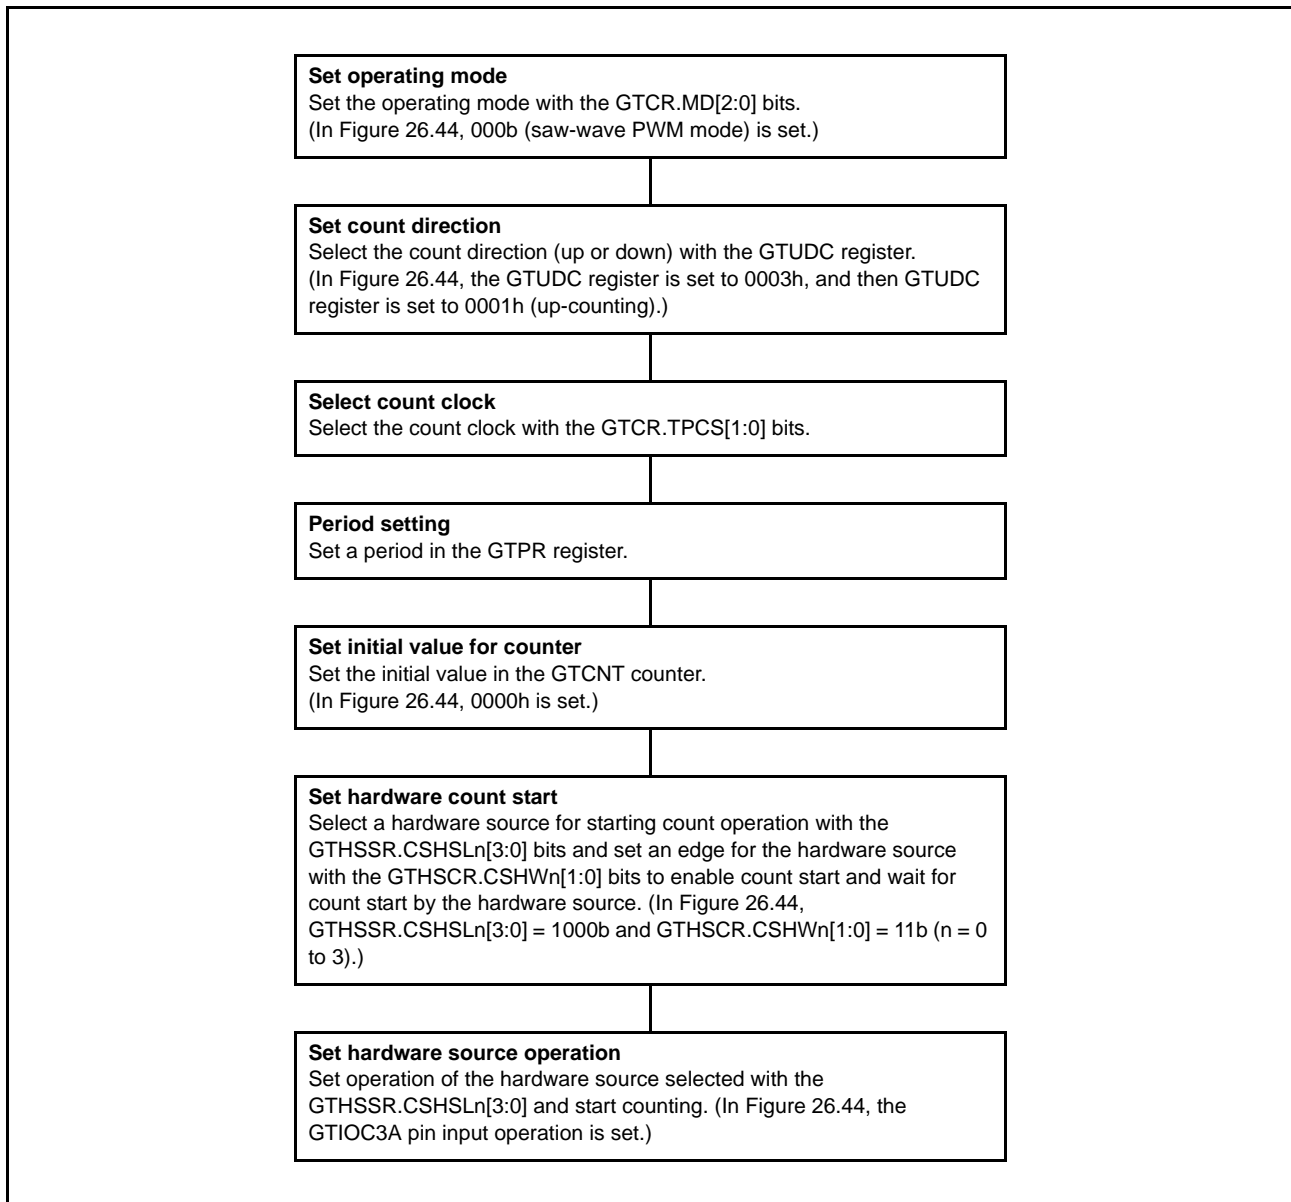 Set operating mode
Set the operating mode with the GTCR.MD[2:0] bits.
(In Figure 26.44, 000b (saw-wave PWM mode) is set.)
Set count direction
Select the count direction (up or down) with the GTUDC register.
(In Figure 26.44, the GTUDC register is set to 0003h, and then GTUDC
register is set to 0001h (up-counting).)
Select count clock
Select the count clock with the GTCR.TPCS[1:0] bits.
Period setting
Set a period in the GTPR register.
Set initial value for counter
Set the initial value in the GTCNT counter.
(In Figure 26.44, 0000h is set.)
Set hardware count start
Select a hardware source for starting count operation with the
GTHSSR.CSHSLn[3:0] bits and set an edge for the hardware source
with the GTHSCR.CSHWn[1:0] bits to enable count start and wait for
count start by the hardware source. (In Figure 26.44,
GTHSSR.CSHSLn[3:0] = 1000b and GTHSCR.CSHWn[1:0] = 11b (n = 0
to 3).)
Set hardware source operation
Set operation of the hardware source selected with the
GTHSSR.CSHSLn[3:0] and start counting. (In Figure 26.44, the
GTIOC3A pin input operation is set.)